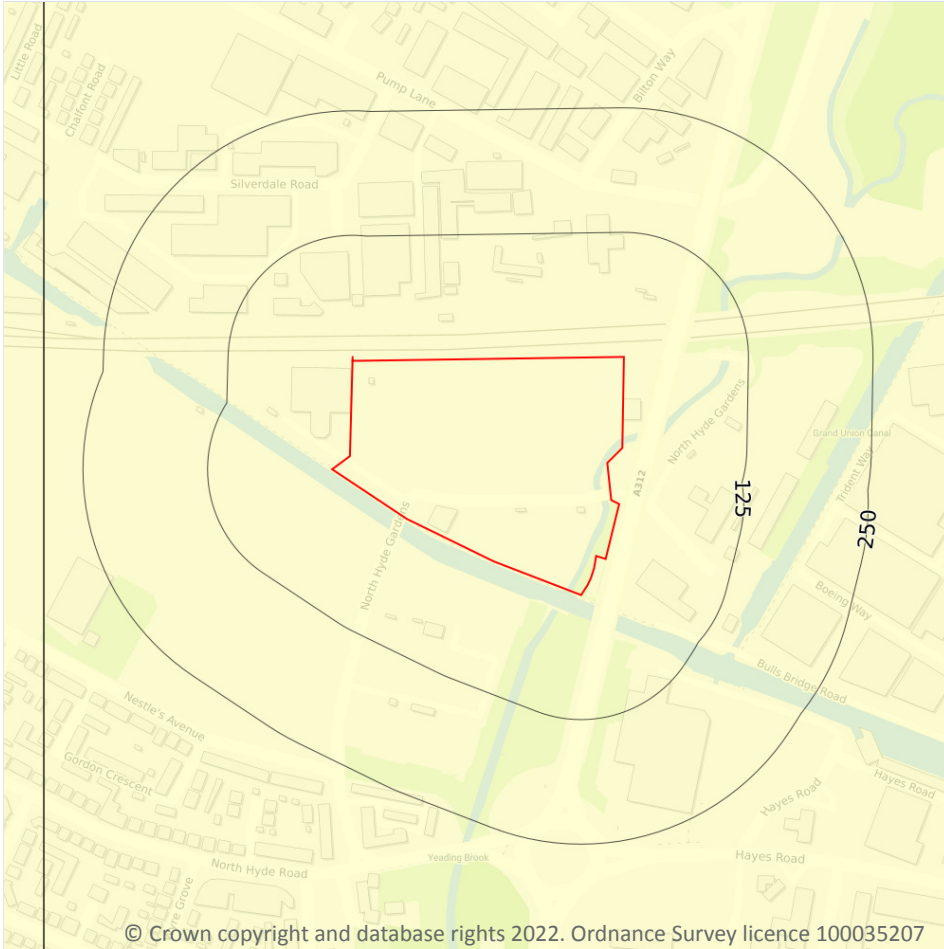 Little Road
Chalfont Road
Pump Lane
Bilton Way
Silverdale Road
North Hyde Gardens
A312
Grand Union Canal
Trident Way
125
250
North Hyde Gardens
Boeing Way
Bulls Bridge Road
Nestle's Avenue
Gordon Crescent
Hayes Road
Hayes Road
Yeading Brook
Hayes Road
North Hyde Road
Grove
© Crown copyright and database rights 2022. Ordnance Survey licence 100035207